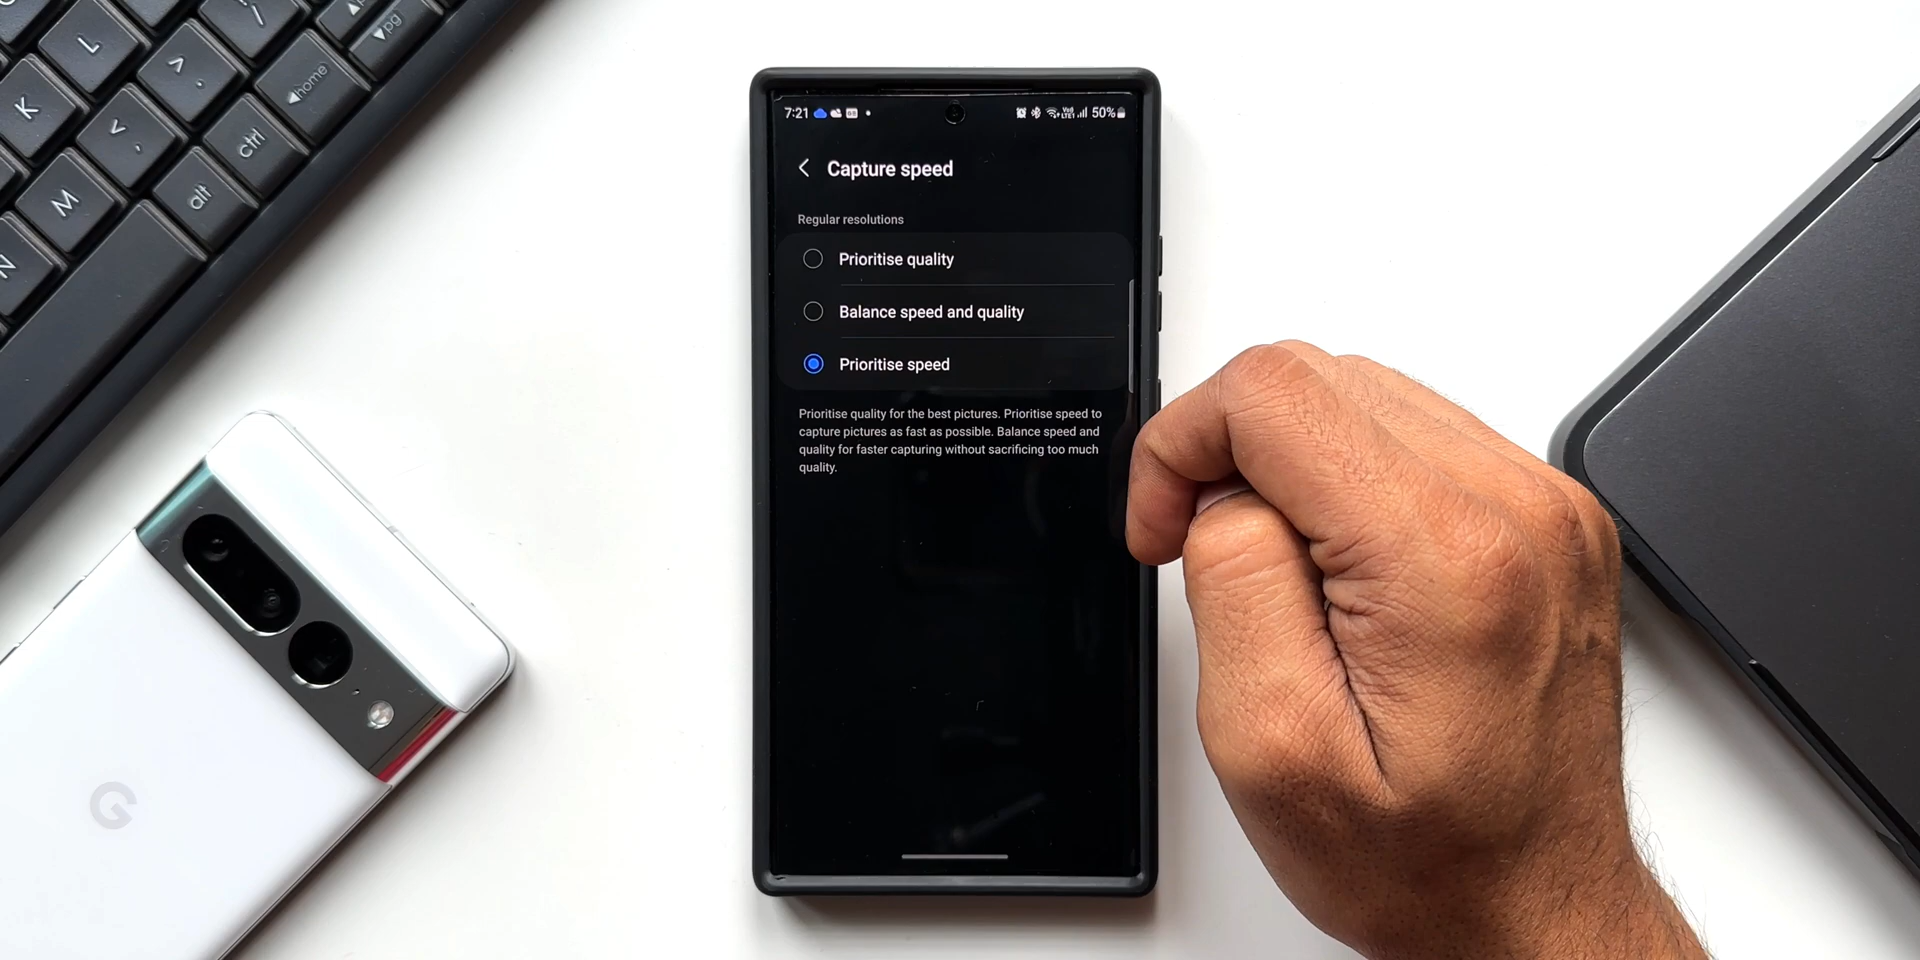 L
K
M
N
>
.
<
,
/
home
pg
ctrl
alt
7:21
50%
Capture speed
Regular resolutions
Prioritise quality
Balance speed and quality
Prioritise speed
Prioritise quality for the best pictures. Prioritise speed to
capture pictures as fast as possible. Balance speed and
quality for faster capturing without sacrificing too much
quality.
G